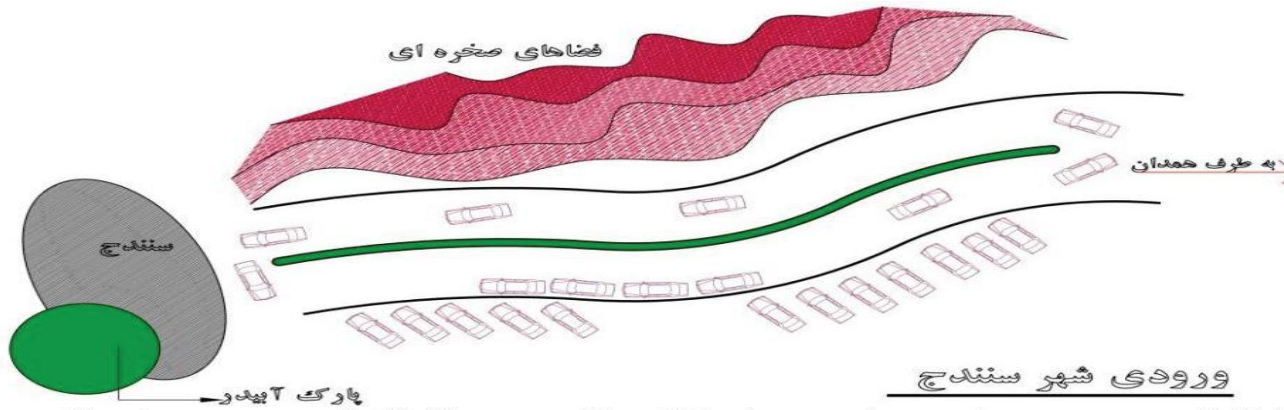 فضاهای صخره ای
به طرف همدان
سنندج
پارک آبیدر
ورودی شهر سنندج